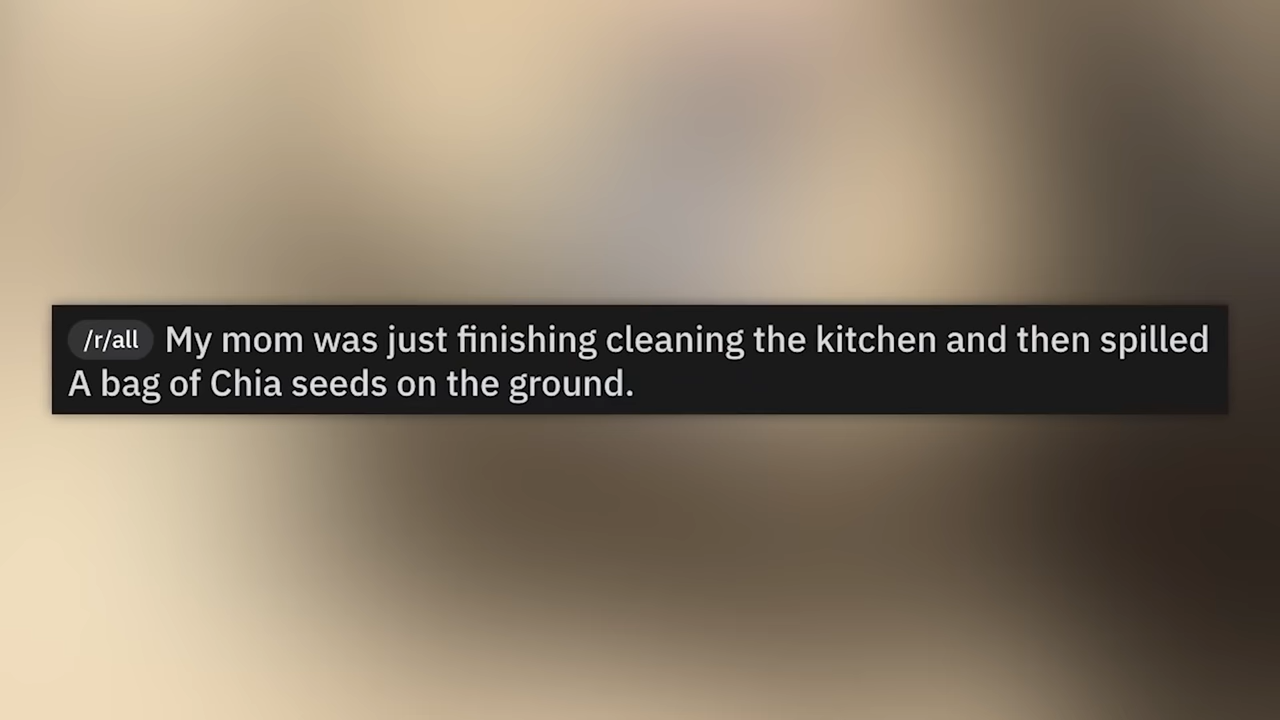 /r/all My mom was just finishing cleaning the kitchen and then spilled
A bag of Chia seeds on the ground.